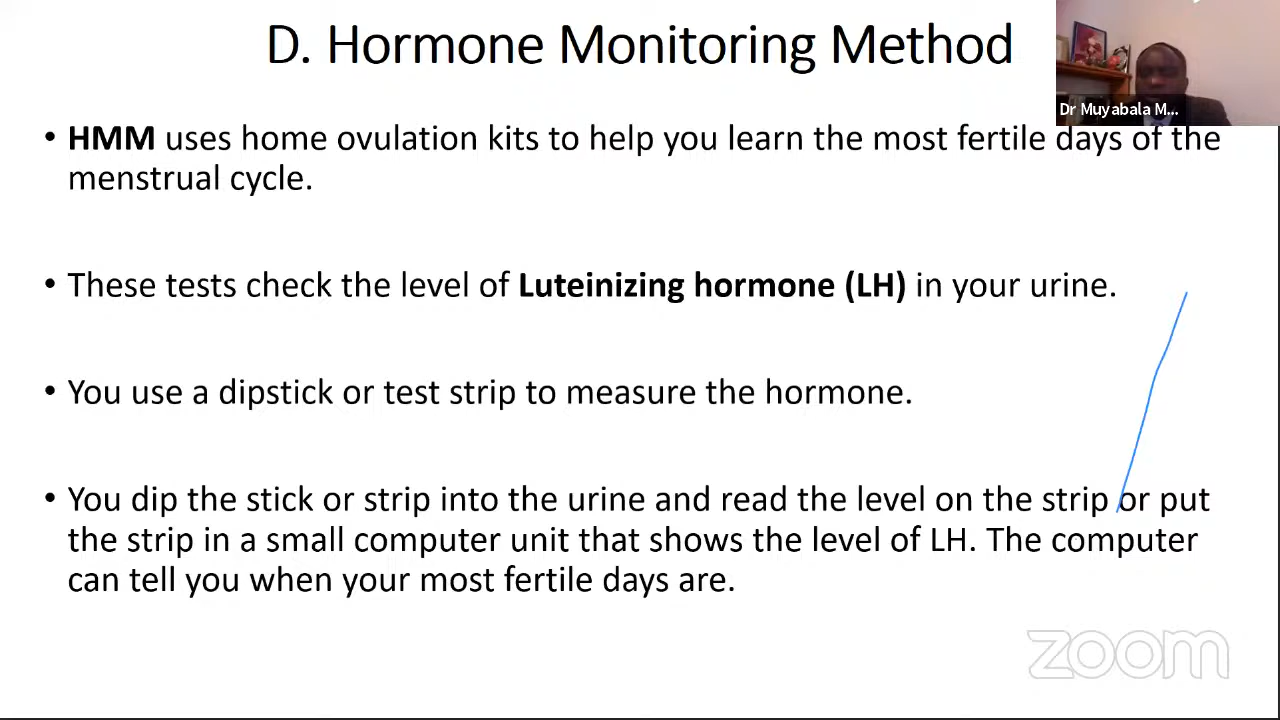 D. Hormone Monitoring Method
Dr Muyabala M...
• HMM uses home ovulation kits to help you learn the most fertile days of the
menstrual cycle.
• These tests check the level of Luteinizing hormone (LH) in your urine.
• You use a dipstick or test strip to measure the hormone.
• You dip the stick or strip into the urine and read the level on the strip or put
the strip in a small computer unit that shows the level of LH. The computer
can tell you when your most fertile days are.
zoom